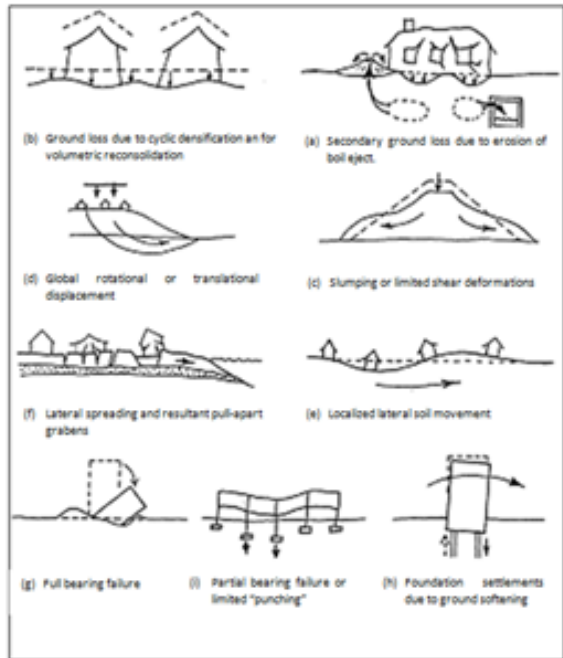 (b) Ground loss due to cyclic densification an for
volumetric reconsolidation
(a) Secondary ground loss due to erosion of
boil eject.
(d) Global rotational or translational
displacement
(c) Slumping or limited shear deformations
(f) Lateral spreading and resultant pull-apart
grabens
(e) Localized lateral soil movement
(g) Full bearing failure
(i) Partial bearing failure or
limited "punching"
(h) Foundation settlements
due to ground softening